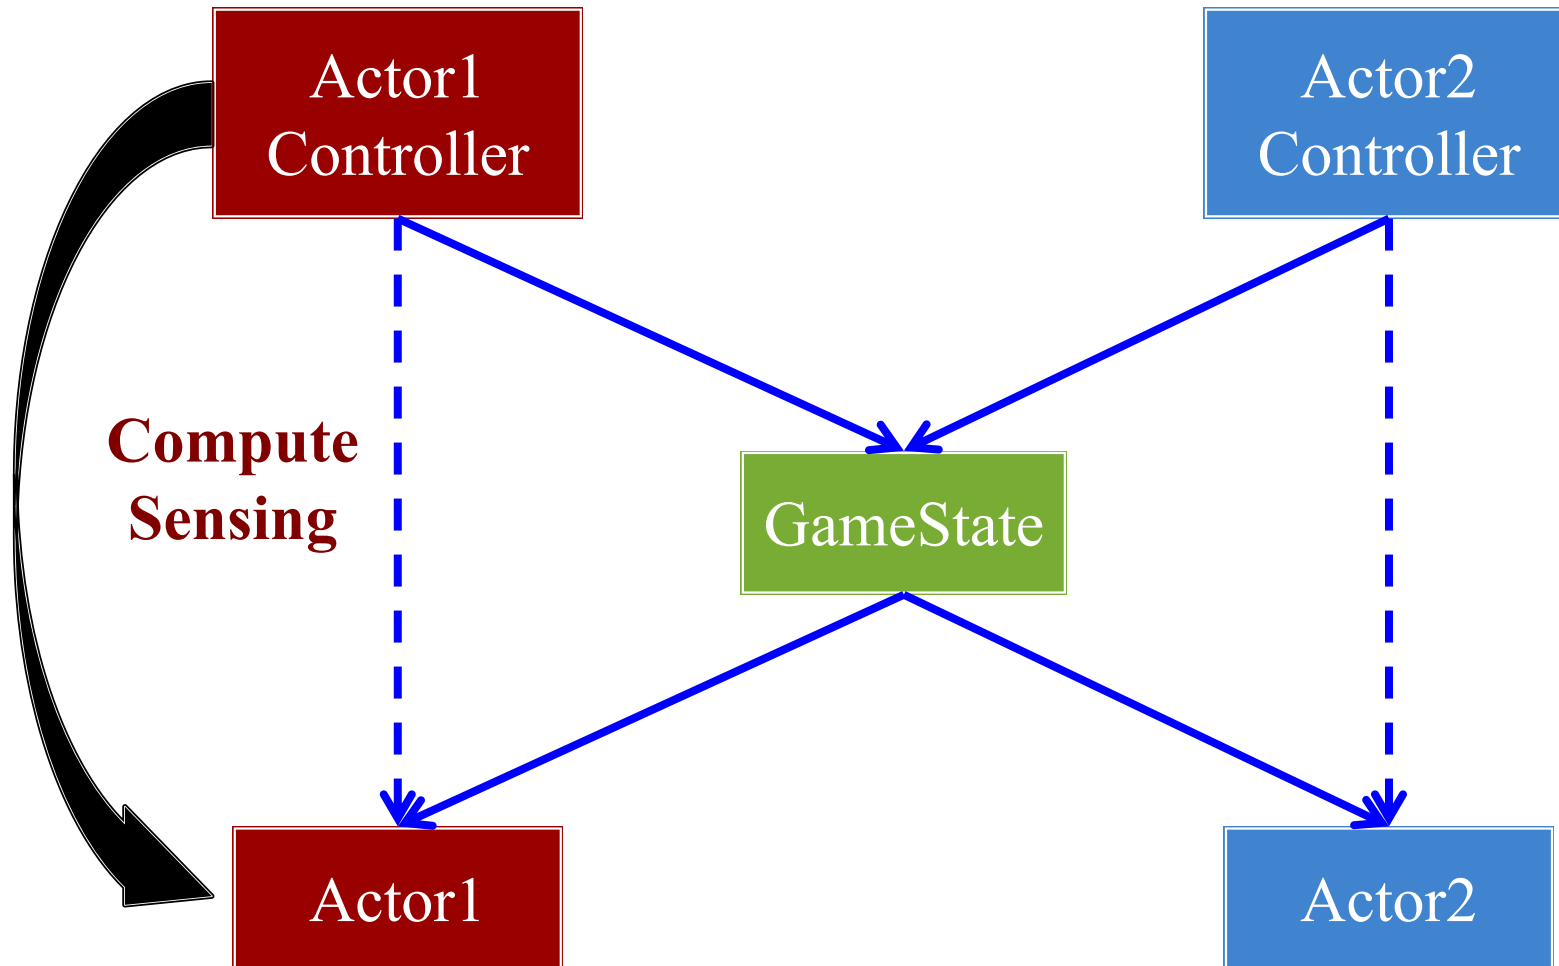 Actor1
Controller
Actor2
Controller
Compute
Sensing
GameState
Actor1
Actor2